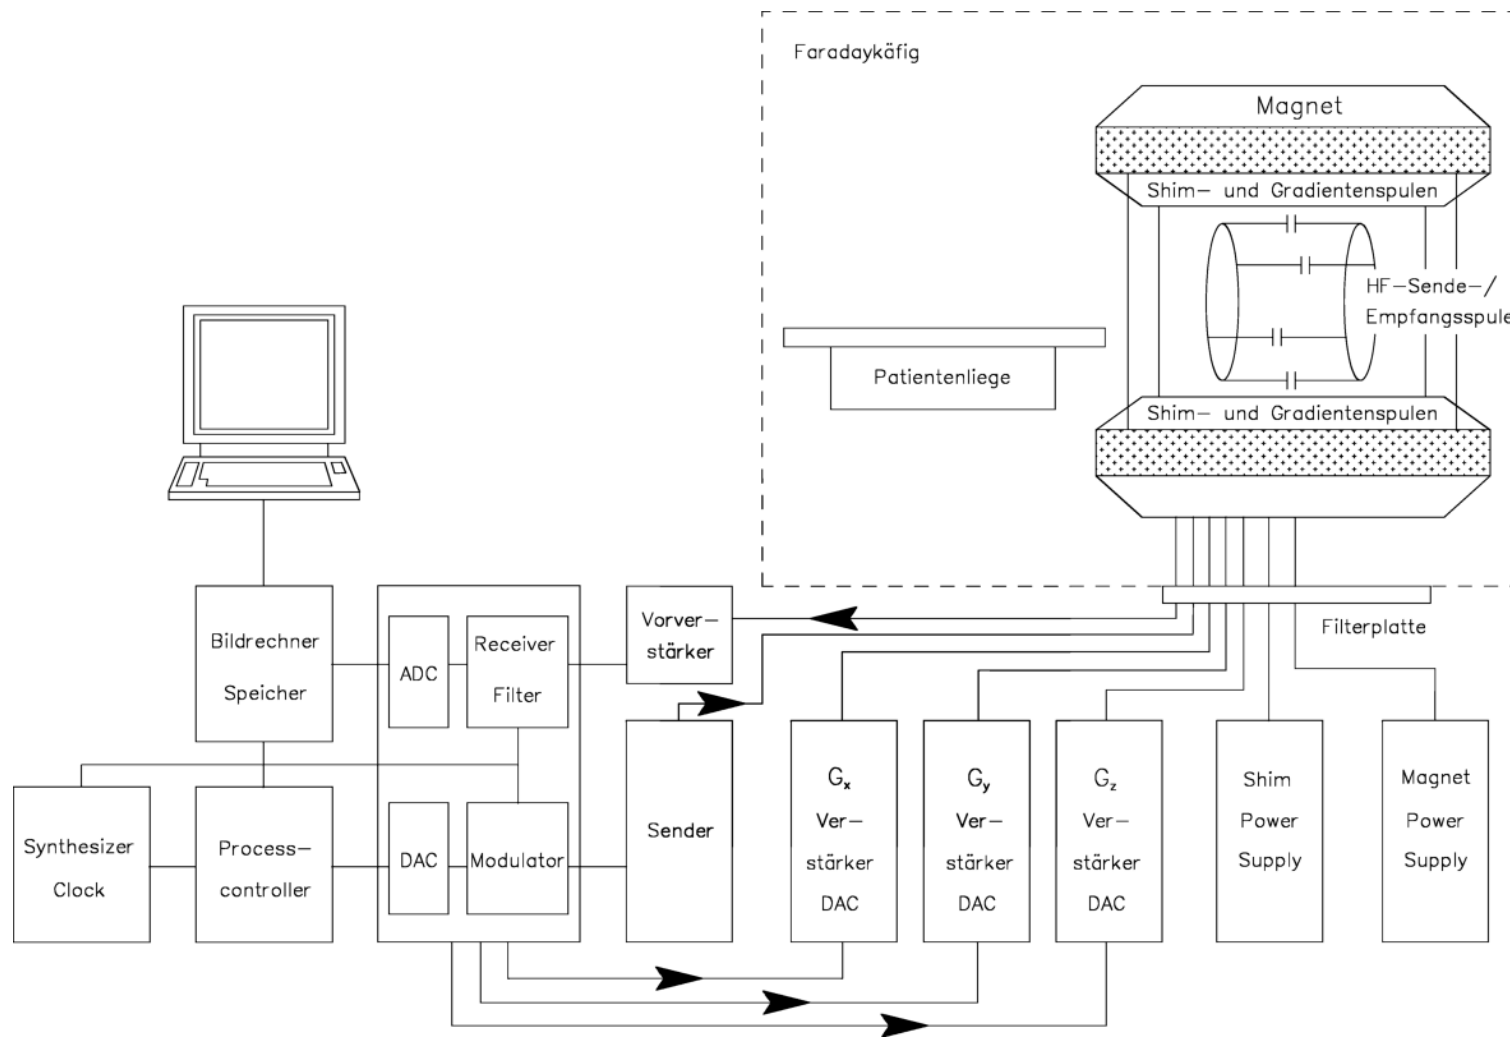 Faradaykäfig
Magnet
Shim- und Gradientenspulen
HF-Sende-/
Empfangsspule
Patientenliege
Shim- und Gradientenspulen
Filterplatte
Bildrechner
Speicher
ADC
Receiver
Filter
Vorver-
stärker
Synthesizer
Clock
Process-
controller
DAC
Modulator
Sender
Gx
Ver-
stärker
DAC
Gy
Ver-
stärker
DAC
Gz
Ver-
stärker
DAC
Shim
Power
Supply
Magnet
Power
Supply